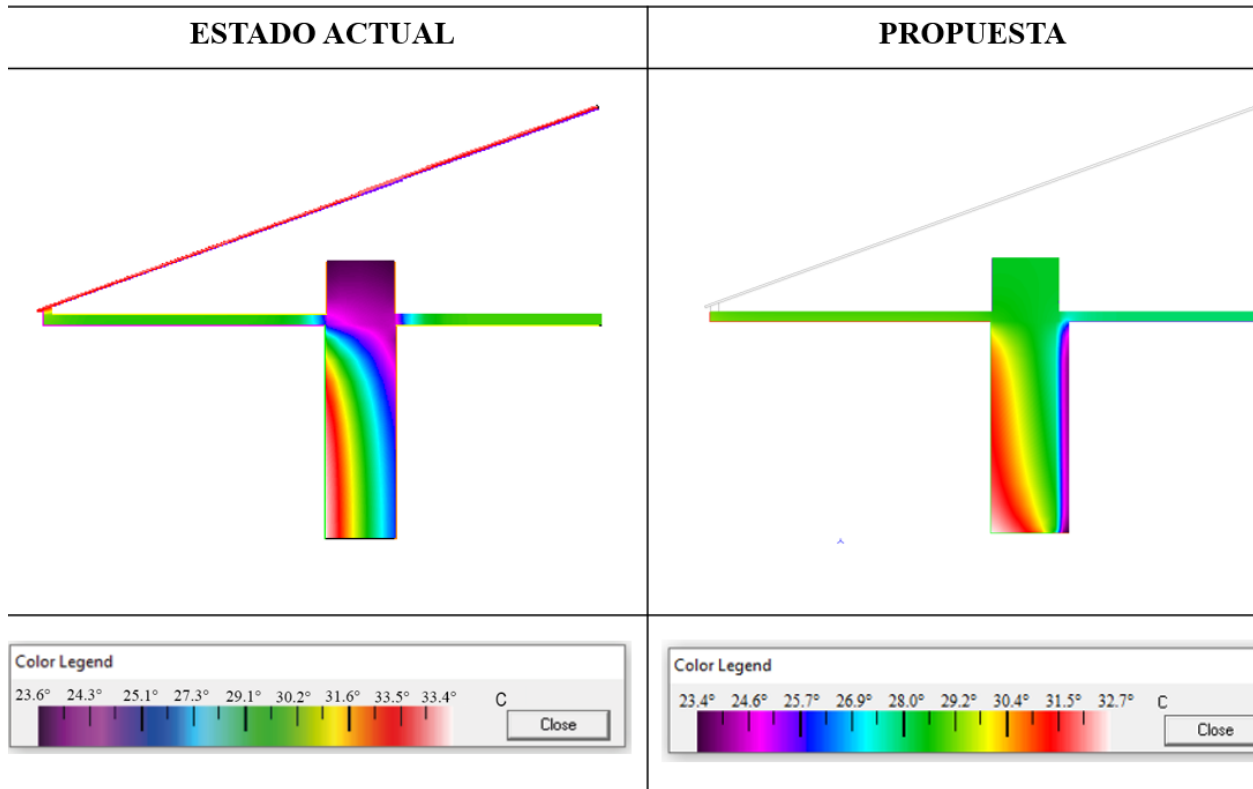 ESTADO ACTUAL
PROPUESTA
Color Legend
23.6° 24.3° 25.1° 27.3° 29.1° 30.2° 31.6° 33.5° 33.4° C
Close
Color Legend
23.4° 24.6° 25.7° 26.9° 28.0° 29.2° 30.4° 31.5° 32.7° C
Close